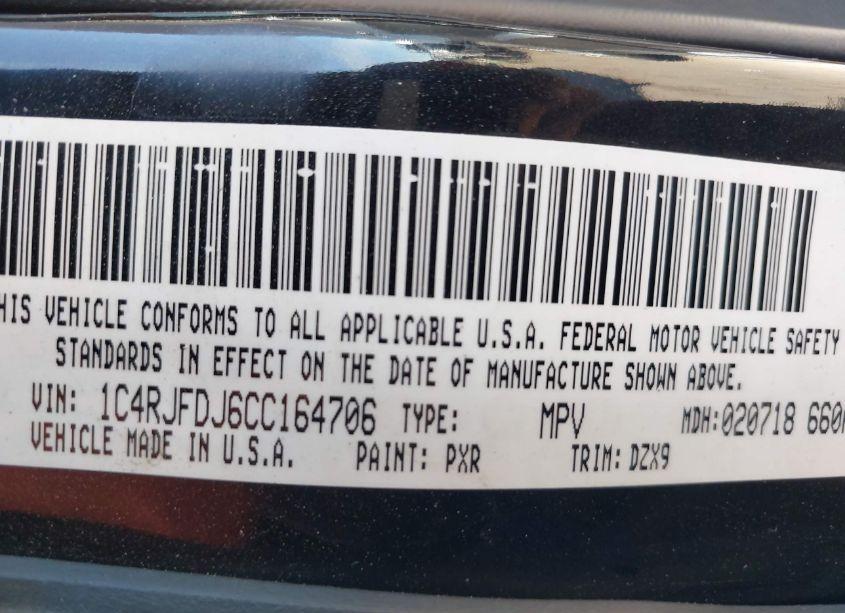 HIS VEHICLE CONFORMS TO ALL APPLICABLE U.S.A. FEDERAL MOTOR VEHICLE SAFETY
STANDARDS IN EFFECT ON THE DATE OF MANUFACTURE SHOWN ABOVE.
VIN: 1C4RJFDJ6CC164706 TYPE: MPV MDH:020718 660
VEHICLE MADE IN U.S.A. PAINT: PXR TRIM: DZX9